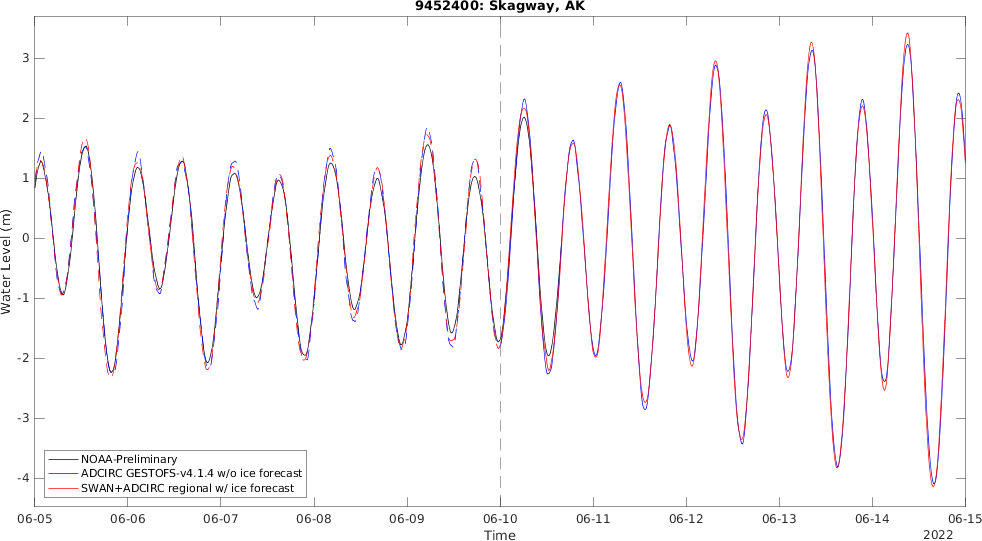 9452400: Skagway, AK
Water Level (m)
3
2
1
0
-1
-2
-3
-4
NOAA-Preliminary
ADCIRC GESTOFS-v4.1.4 w/o ice forecast
SWAN+ADCIRC regional w/ ice forecast
06-05 06-06 06-07 06-08 06-09 06-10 06-11 06-12 06-13 06-14 06-15
Time
2022